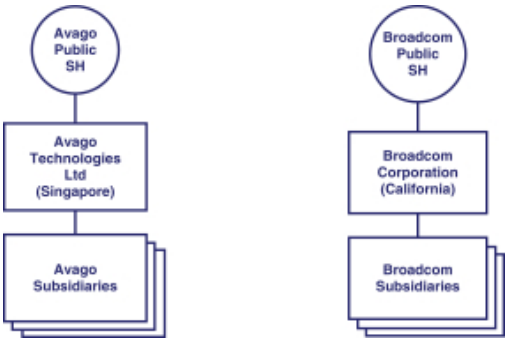 Avago
Public
SH
Avago
Technologies
Ltd
(Singapore)
Avago
Subsidiaries
Broadcom
Public
SH
Broadcom
Corporation
(California)
Broadcom
Subsidiaries